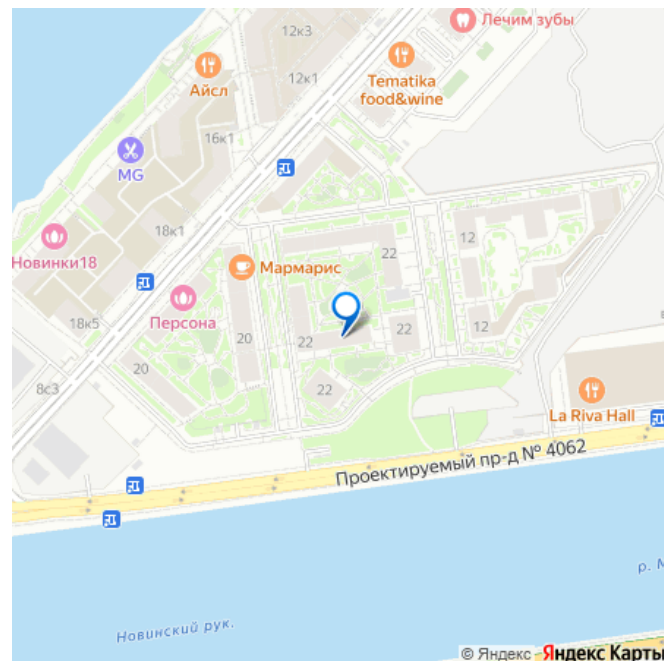 12к3
Лечим зубы
Айсл
12к1
Tematika
food&wine
16к1
MG
18к1
22
12
Новинки18
Мармарис
Персона
22
22
12
18к5
20
20
22
8с3
La Riva Hall
Проектируемый пр-д № 4062
р. М
Новинский рук.
© Яндекс Яндекс Карты